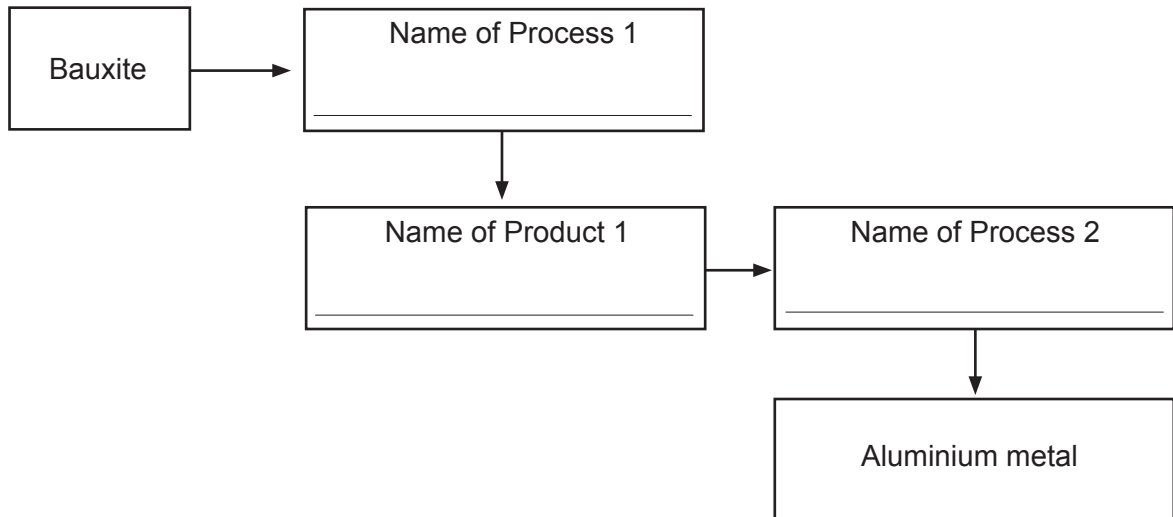 Bauxite
Name of Process 1
Name of Product 1
Name of Process 2
Aluminium metal